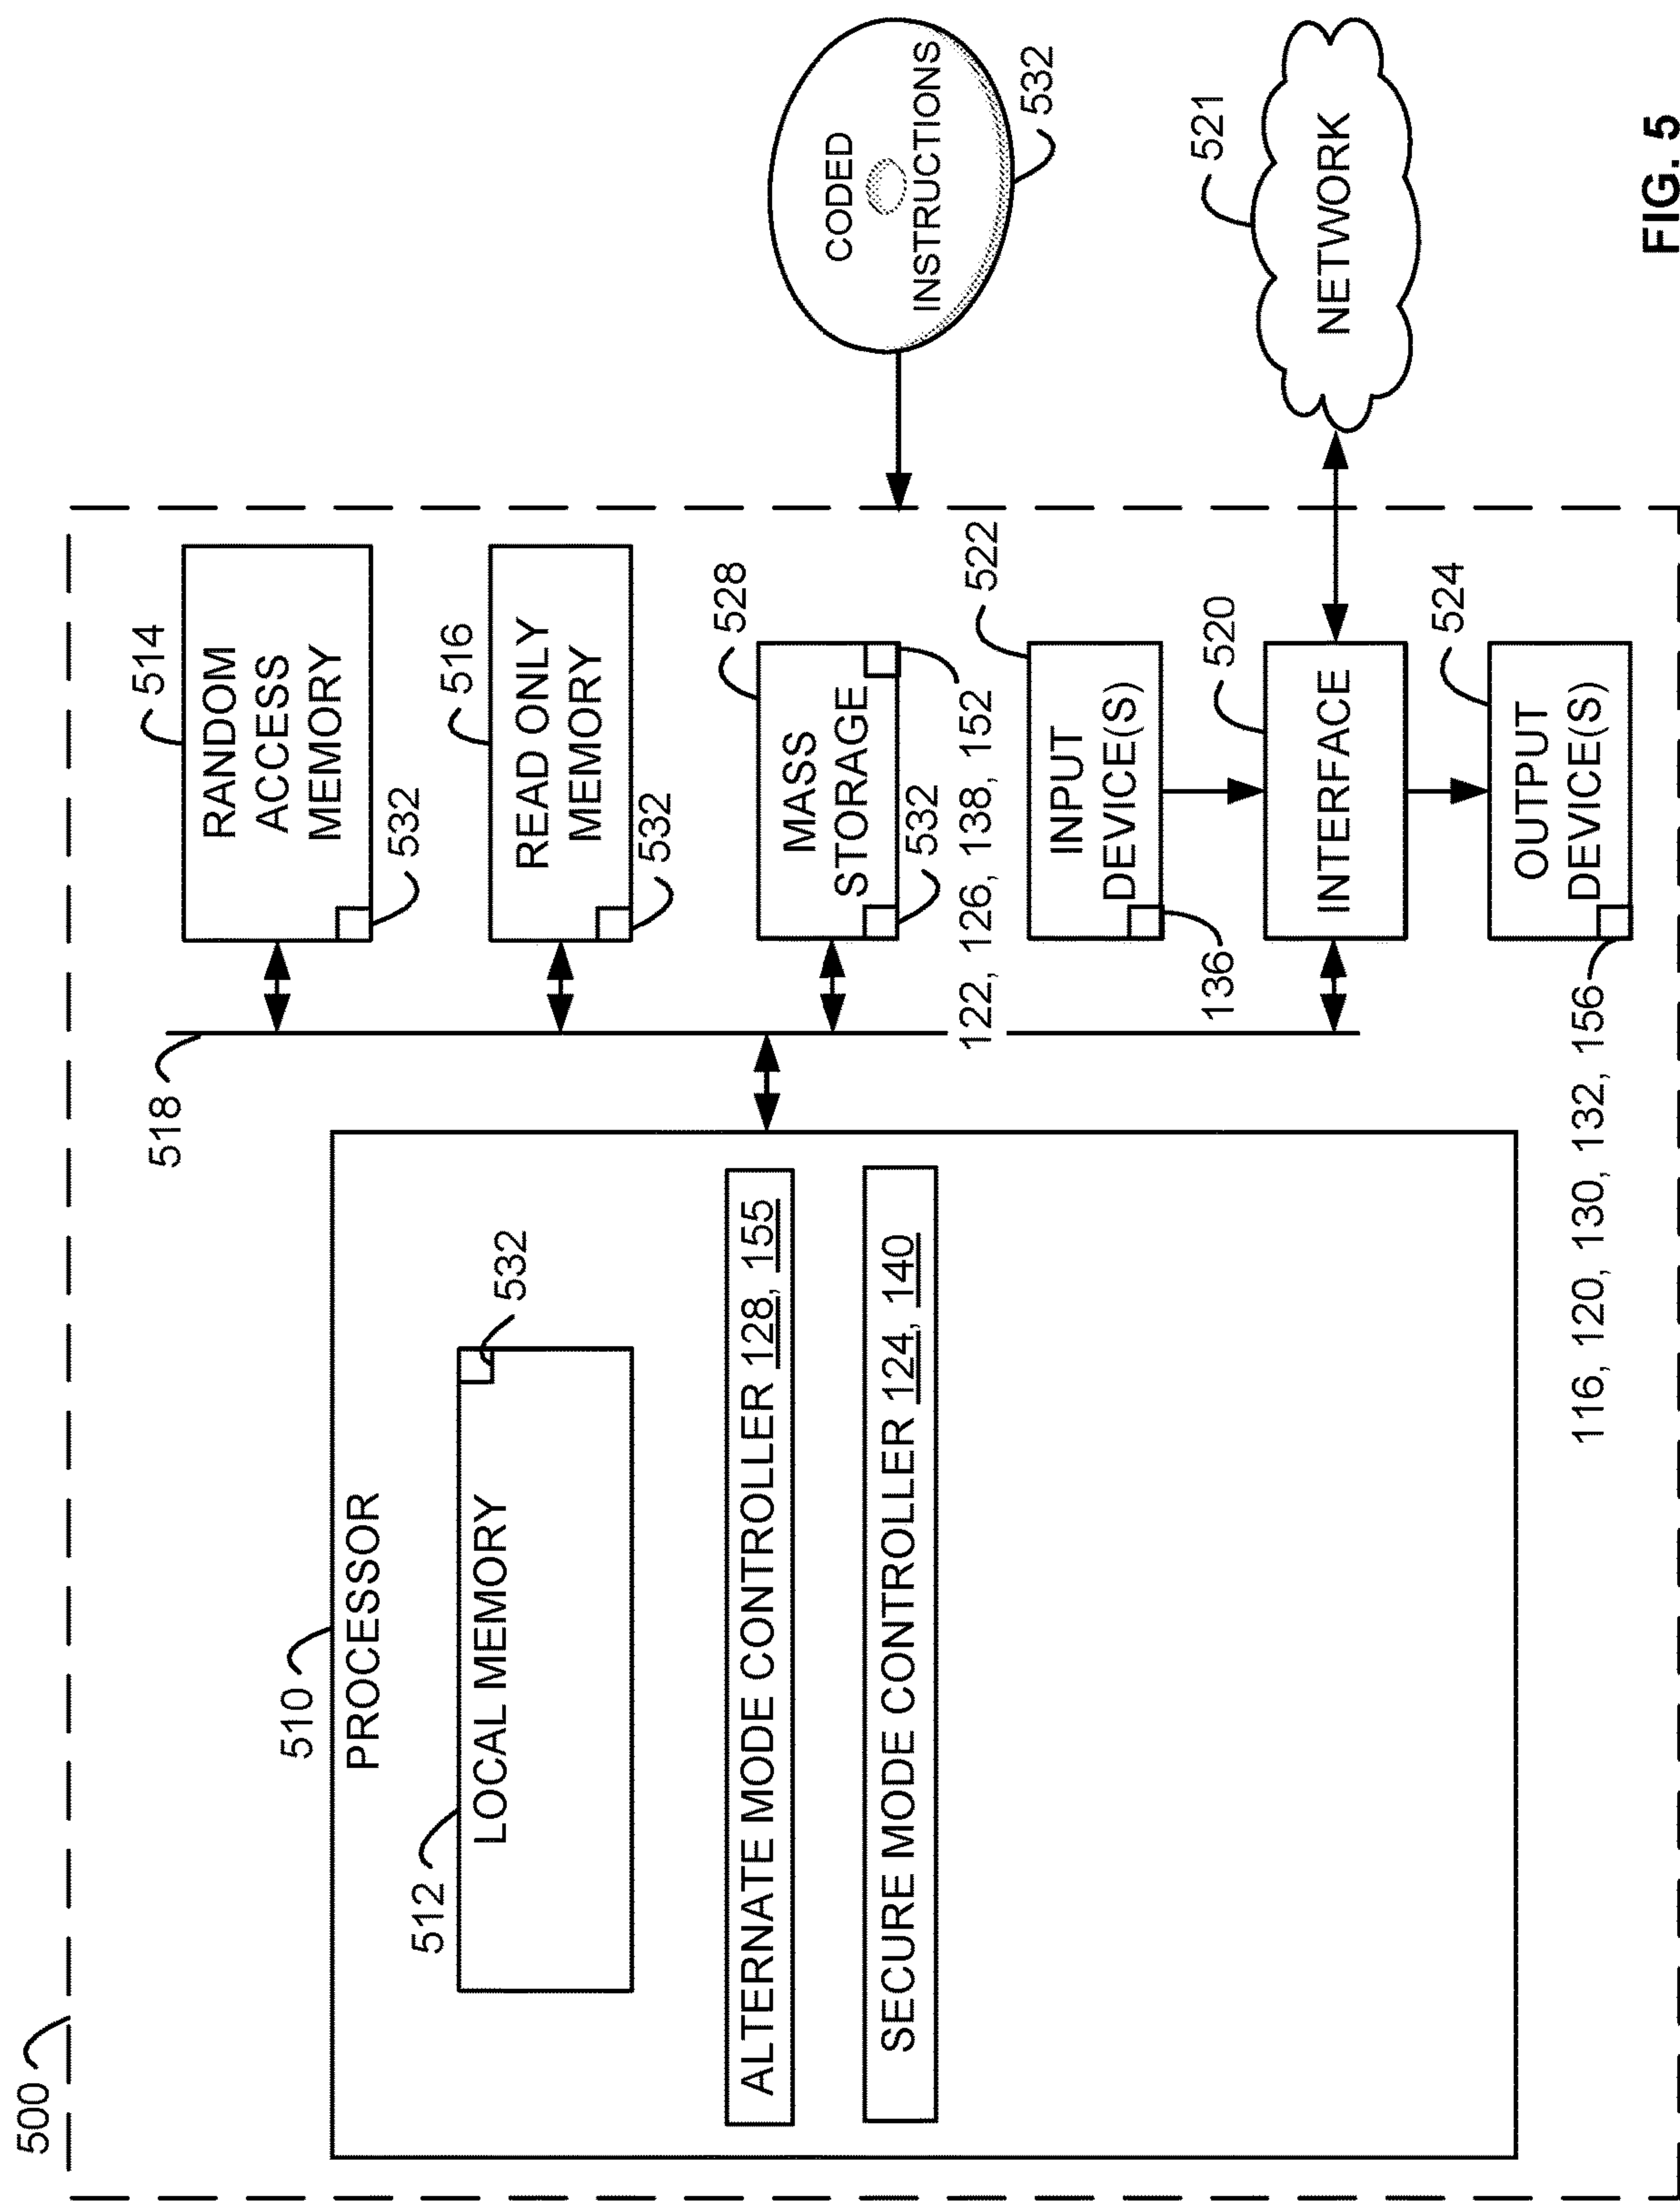 500
510
PROCESSOR
512
LOCAL MEMORY
532
ALTERNATE MODE CONTROLLER 128, 155
SECURE MODE CONTROLLER 124, 140
518
514
RANDOM
ACCESS
MEMORY
532
516
READ ONLY
MEMORY
532
528
MASS
STORAGE
532
122, 126, 138, 152
522
INPUT
DEVICE(S)
136
520
INTERFACE
524
OUTPUT
DEVICE(S)
116, 120, 130, 132, 156
CODED
INSTRUCTIONS
532
521
NETWORK
FIG. 5